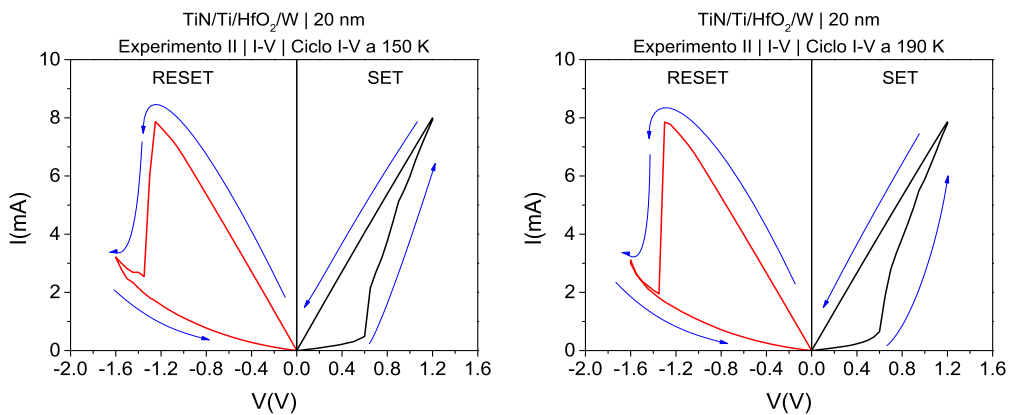 TiN/Ti/HfO₂/W | 20 nm
Experimento II | I-V | Ciclo I-V a 150 K
RESET
SET
10
8
6
4
2
0
I(mA)
-2.0 -1.6 -1.2 -0.8 -0.4 0.0 0.4 0.8 1.2 1.6
V(V)
TiN/Ti/HfO₂/W | 20 nm
Experimento II | I-V | Ciclo I-V a 190 K
RESET
SET
10
8
6
4
2
0
I(mA)
-2.0 -1.6 -1.2 -0.8 -0.4 0.0 0.4 0.8 1.2 1.6
V(V)